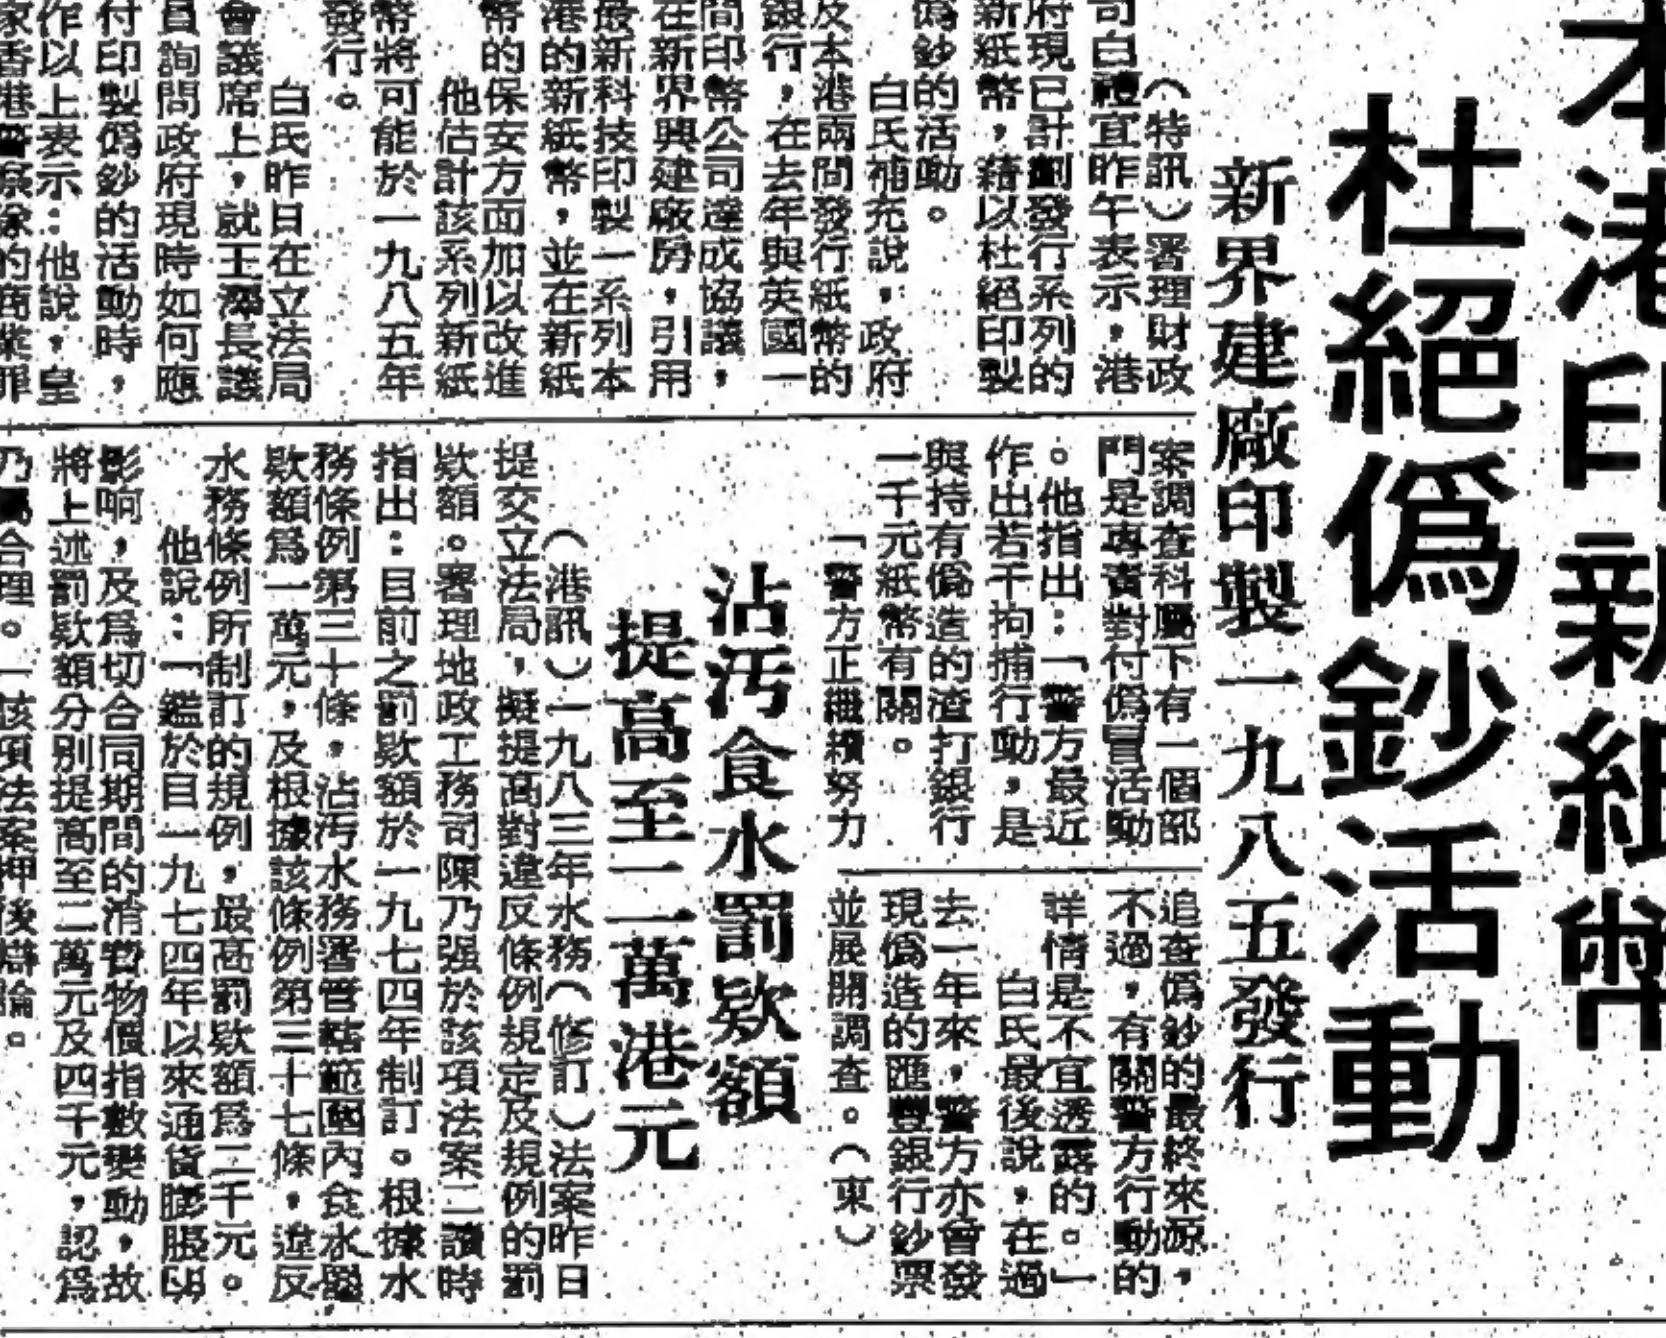 本港印新紙幣
杜絕僞鈔活動
新界建廠印製一九八五發行
（特訊）署理財政
司白禮宜昨午表示，港
府現已計劃發行系列的
新紙幣，藉以杜絕印製
僞鈔的活動。
白氏補充說，政府
及本港兩間發行紙幣的
銀行，在去年與英國一
間印幣公司達成協議，
在新界興建廠房，引用
最新科技印製一系列本
港的新紙幣，並在新紙
幣的保安方面加以改進
他估計該系列新紙
幣將可能於一九八五年
發行。
白氏昨日在立法局
會議席上，就王澤長議
員詢問政府現時如何應
付印製僞鈔的活動時，
作以上表示：他說，皇
家香港警察隊的商業罪
案調查科屬下有一個部
門是專責對付僞冒活動
。他指出：「警方最近
作出若干拘捕行動，是
與持有僞造的渣打銀行
一千元紙幣有關。
「警方正繼續努力
追查僞鈔的最終來源，
不過，有關警方行動的
詳情是不宜透露的。」
白氏最後說，在過
去一年來，警方亦會發
現僞造的匯豐銀行鈔票
並展開調查。（東）
沾污食水罰欵額
提高至二萬港元
（港訊）一九八三年水務（修訂）法案昨日
提交立法局，擬提高對違反條例規定及規例的罰
欵額。署理地政工務司陳乃强於該項法案二讀時
指出：目前之罰欵額於一九七四年制訂。根據水
務條例第三十條，沾污水務署管轄範圍內食水罰
欵額爲一萬元，及根據該條例第三十七條，違反
水務條例所制訂的規例，最高罰欵額爲二千元。
他說：「鑑於自一九七四年以來通貨膨脹的
影响，及爲切合同期間的消費物價指數變動，故
將上述罰欵額分別提高至二萬元及四千元，認爲
乃屬合理。」該項法案押後辯論。